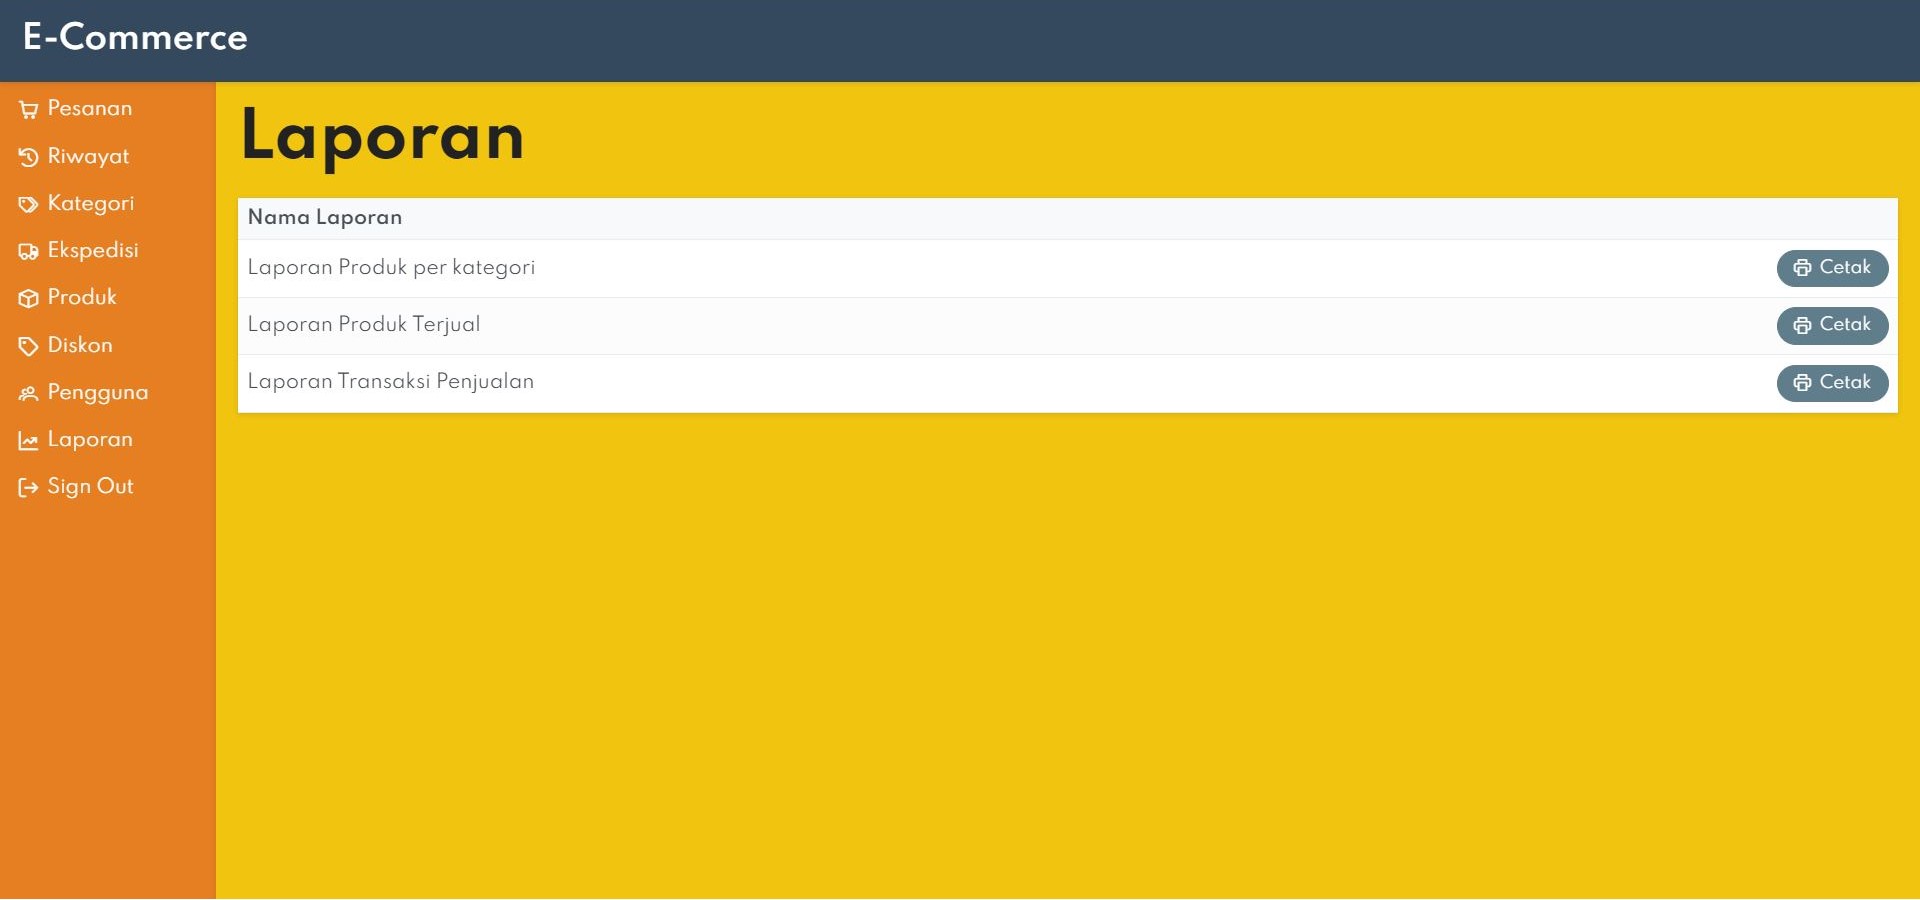 E-Commerce
Pesanan
Riwayat
Kategori
Ekspedisi
Produk
Diskon
Pengguna
Laporan
Sign Out
Laporan
Nama Laporan
Laporan Produk per kategori Cetak
Laporan Produk Terjual Cetak
Laporan Transaksi Penjualan Cetak